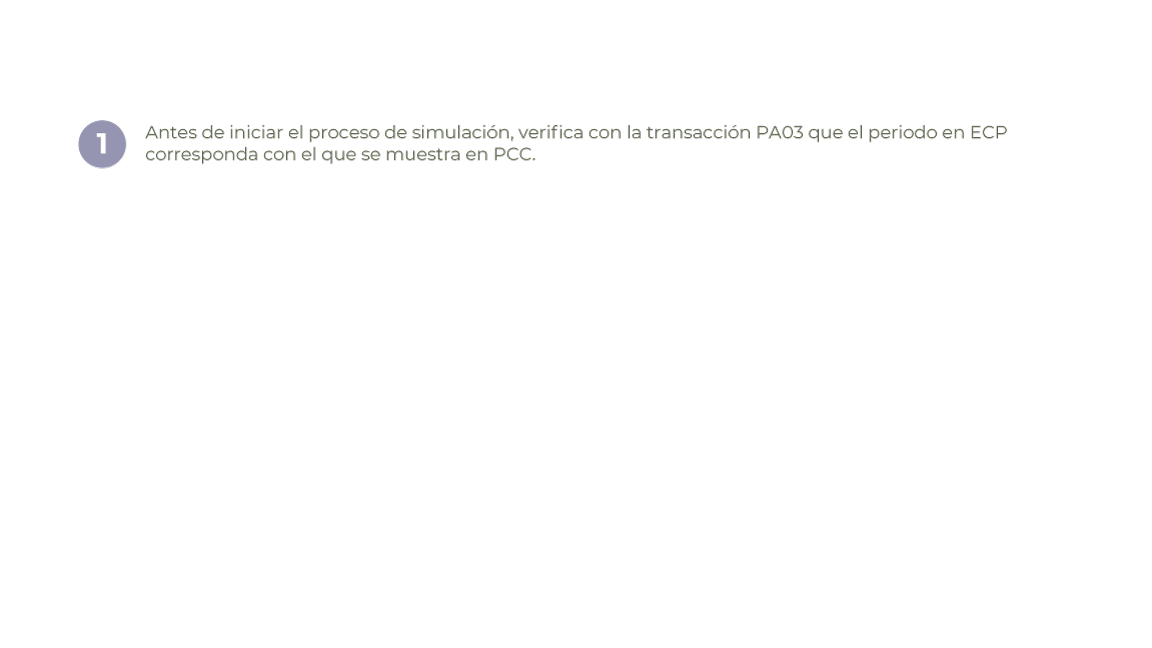 1
Antes de iniciar el proceso de simulación, verifica con la transacción PA03 que el periodo en ECP
corresponda con el que se muestra en PCC.